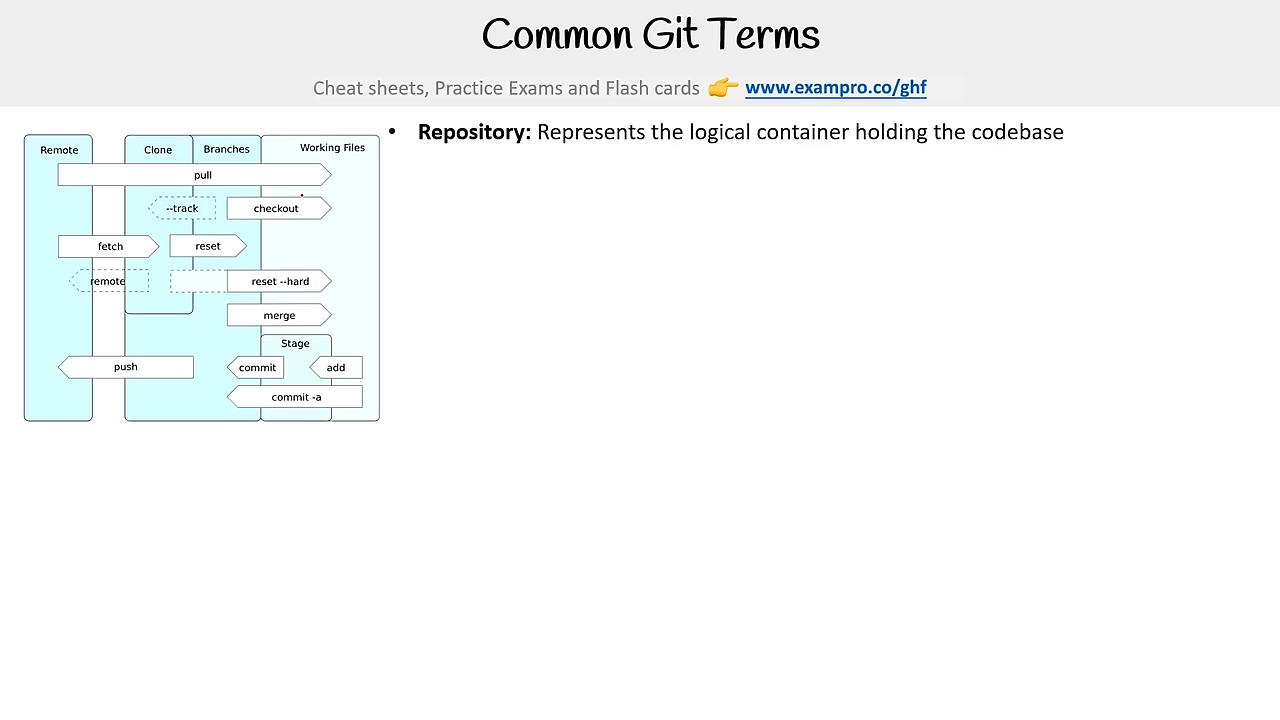 Common Git Terms
Cheat sheets, Practice Exams and Flash cards 👉 www.exampro.co/ghf
• Repository: Represents the logical container holding the codebase
Remote Clone Branches Working Files
pull
--track checkout
fetch reset
remote reset --hard
merge
Stage
push commit add
commit -a